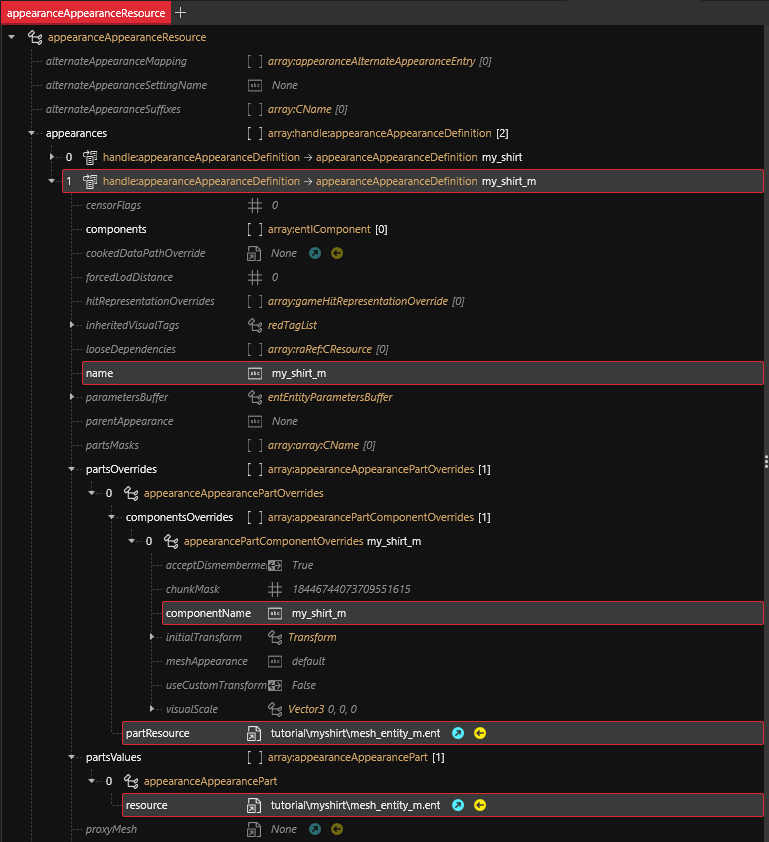 appearanceAppearanceResource +
appearanceAppearanceResource
alternateAppearanceMapping [ ] array:appearanceAlternateAppearanceEntry [0]
alternateAppearanceSettingName abc None
alternateAppearanceSuffixes [ ] array:CName [0]
appearances [ ] array:handle:appearanceAppearanceDefinition [2]
0 handle:appearanceAppearanceDefinition → appearanceAppearanceDefinition my_shirt
1 handle:appearanceAppearanceDefinition → appearanceAppearanceDefinition my_shirt_m
censorFlags 0
components [ ] array:entIComponent [0]
cookedDataPathOverride None
forcedLodDistance 0
hitRepresentationOverrides [ ] array:gameHitRepresentationOverride [0]
inheritedVisualTags redTagList
looseDependencies [ ] array:raRef:CResource [0]
name abc my_shirt_m
parametersBuffer entEntityParametersBuffer
parentAppearance abc None
partsMasks [ ] array:array:CName [0]
partsOverrides [ ] array:appearanceAppearancePartOverrides [1]
0 appearanceAppearancePartOverrides
componentsOverrides [ ] array:appearancePartComponentOverrides [1]
0 appearancePartComponentOverrides my_shirt_m
acceptDismemberme True
chunkMask 18446744073709551615
componentName abc my_shirt_m
initialTransform Transform
meshAppearance abc default
useCustomTransform False
visualScale Vector3 0, 0, 0
partResource tutorial\myshirt\mesh_entity_m.ent
partsValues [ ] array:appearanceAppearancePart [1]
0 appearanceAppearancePart
resource tutorial\myshirt\mesh_entity_m.ent
proxyMesh None